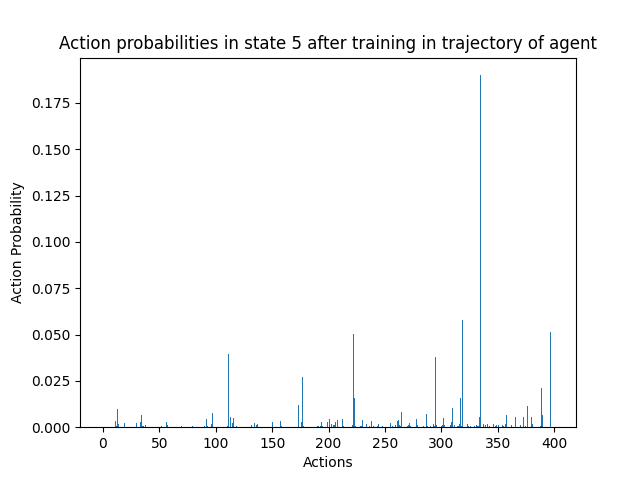 Action probabilities in state 5 after training in trajectory of agent
0.175
0.150
0.125
0.100
0.075
0.050
0.025
0.000
Action Probability
0 50 100 150 200 250 300 350 400
Actions